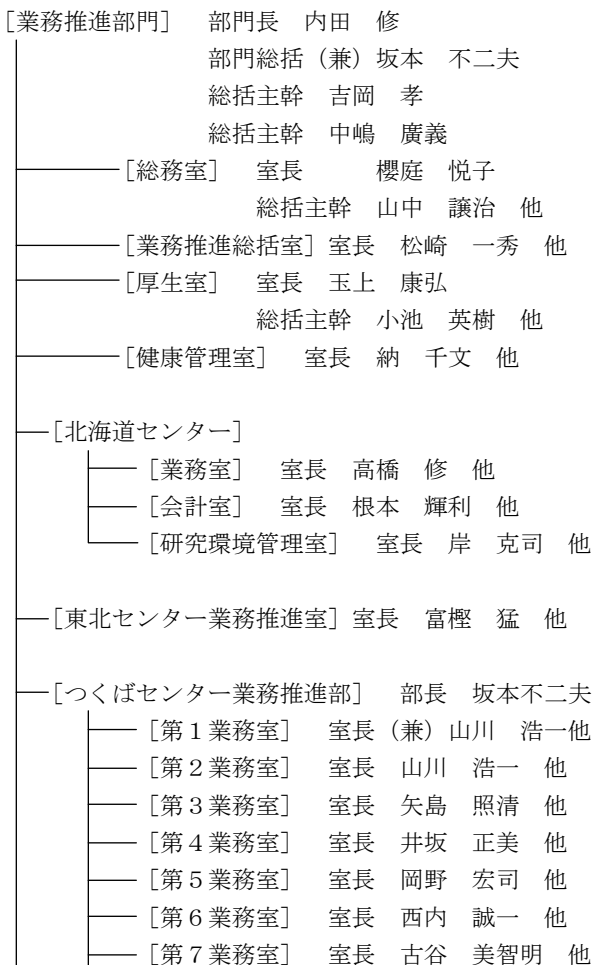 [業務推進部門]　部門長　内田　修
部門総括（兼）坂本　不二夫
総括主幹　吉岡　孝
総括主幹　中嶋　廣義
[総務室]　室長　　　櫻庭　悦子
総括主幹　山中　譲治　他
[業務推進総括室] 室長　松崎　一秀　他
[厚生室]　室長　玉上　康弘
総括主幹　小池　英樹　他
[健康管理室]　室長　納　千文　他
[北海道センター]
[業務室]　室長　高橋　修　他
[会計室]　室長　根本　輝利　他
[研究環境管理室]　室長　岸　克司　他
[東北センター業務推進室] 室長　富樫　猛　他
[つくばセンター業務推進部]　部長　坂本不二夫
[第１業務室]　室長（兼）山川　浩一他
[第２業務室]　室長　山川　浩一　他
[第３業務室]　室長　矢島　照清　他
[第４業務室]　室長　井坂　正美　他
[第５業務室]　室長　岡野　宏司　他
[第６業務室]　室長　西内　誠一　他
[第７業務室]　室長　古谷　美智明　他